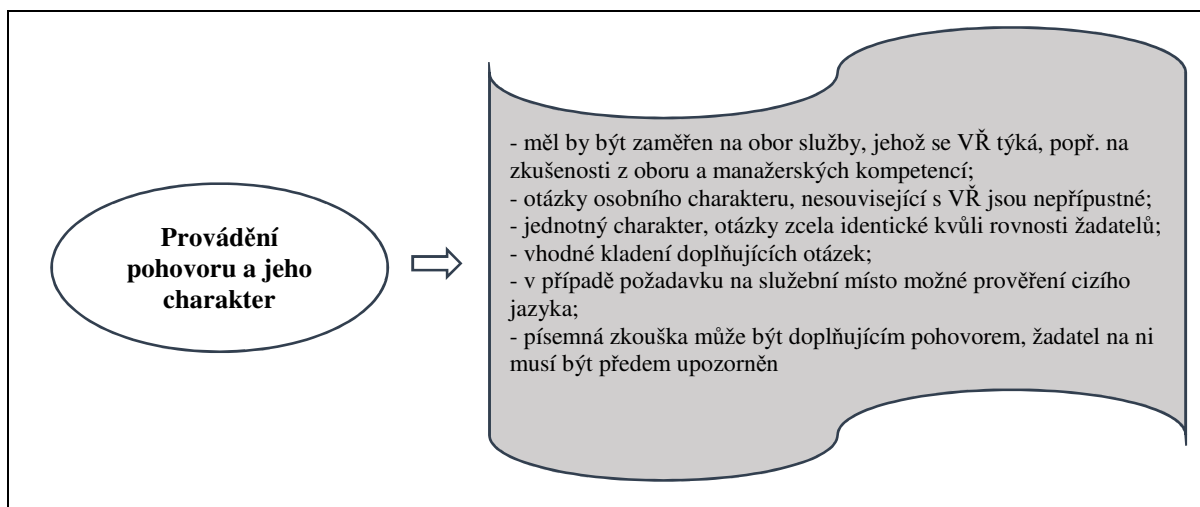 Provádění
pohovoru a jeho
charakter
- měl by být zaměřen na obor služby, jehož se VŘ týká, popř. na
zkušenosti z oboru a manažerských kompetencí;
- otázky osobního charakteru, nesouvisející s VŘ jsou nepřípustné;
- jednotný charakter, otázky zcela identické kvůli rovnosti žadatelů;
- vhodné kladení doplňujících otázek;
- v případě požadavku na služební místo možné prověření cizího
jazyka;
- písemná zkouška může být doplňujícím pohovorem, žadatel na ni
musí být předem upozorněn